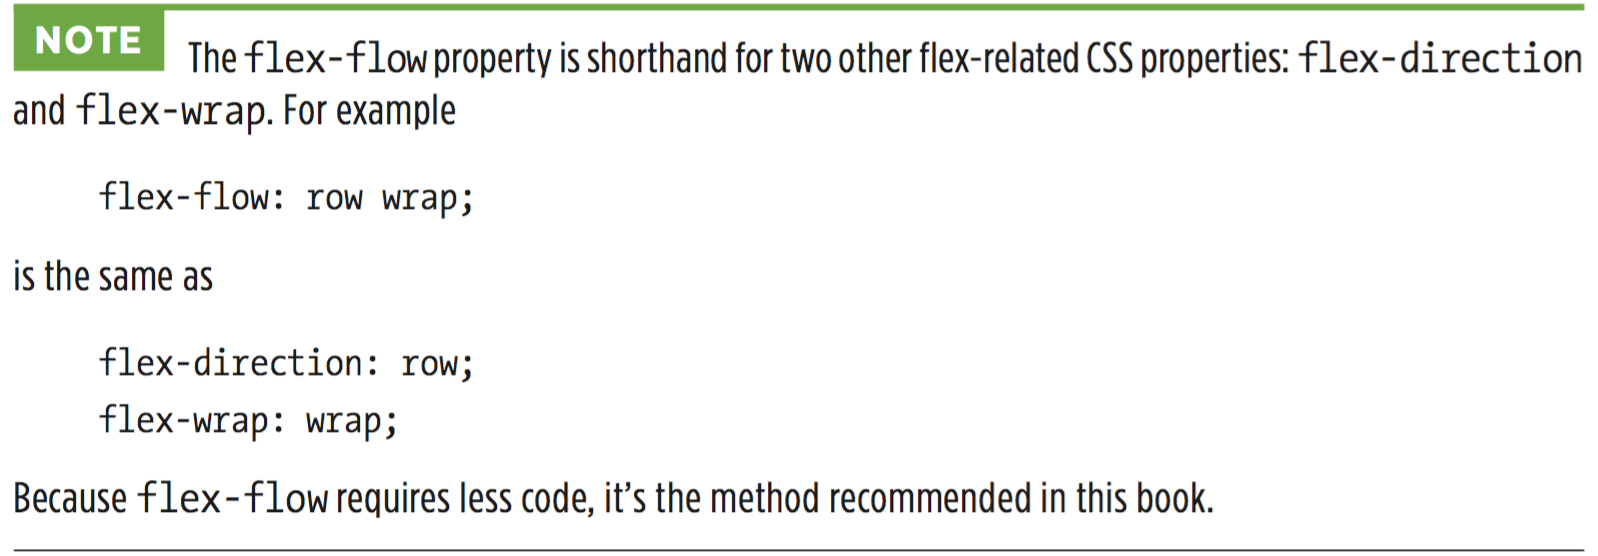 NOTE The flex-flow property is shorthand for two other flex-related CSS properties: flex-direction
and flex-wrap. For example
flex-flow: row wrap;
is the same as
flex-direction: row;
flex-wrap: wrap;
Because flex-flow requires less code, it’s the method recommended in this book.